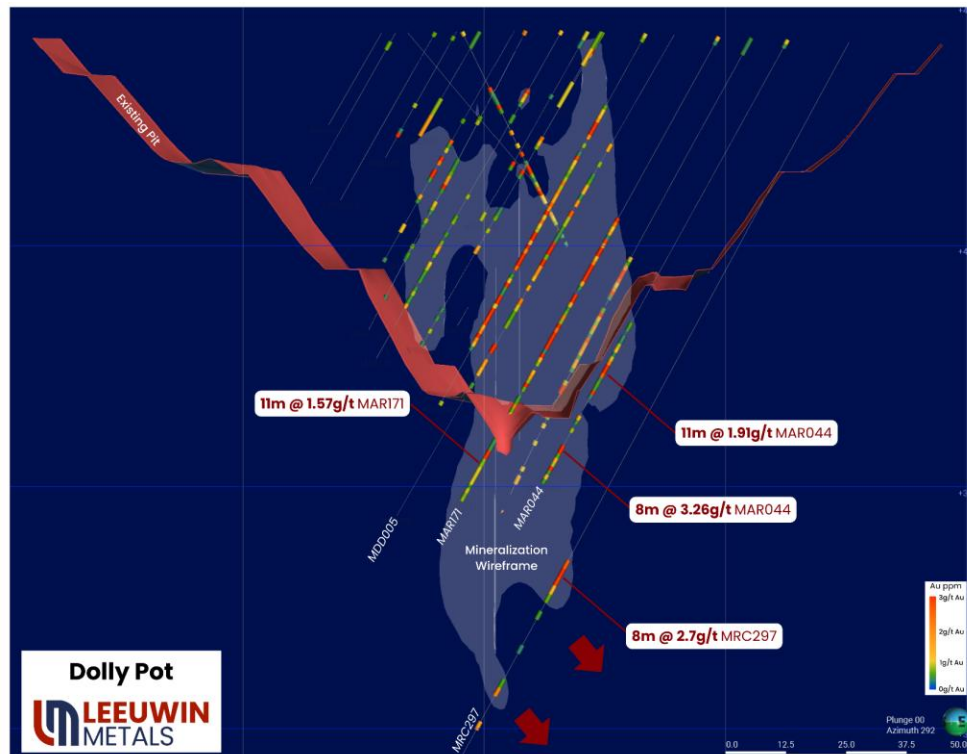 Existing Pit
11m @ 1.57g/t MAR171
11m @ 1.91g/t MAR044
8m @ 3.26g/t MAR044
MDD005
MAR171
MAR044
Mineralization
Wireframe
8m @ 2.7g/t MRC297
MRC297
Dolly Pot
LEEUWIN
METALS
Au ppm
3g/t Au
2g/t Au
1g/t Au
0g/t Au
Plunge 00
Azimuth 292
0.0 12.5 25.0 37.5 50.0